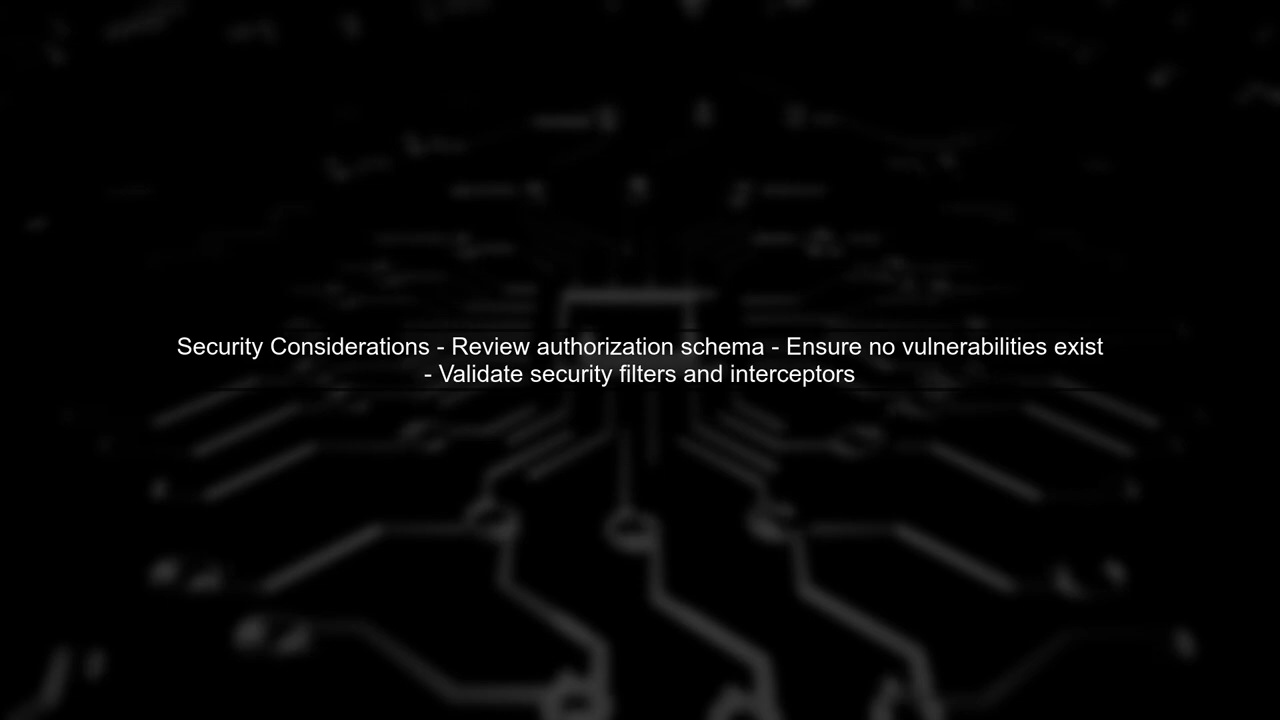 Security Considerations - Review authorization schema - Ensure no vulnerabilities exist
- Validate security filters and interceptors